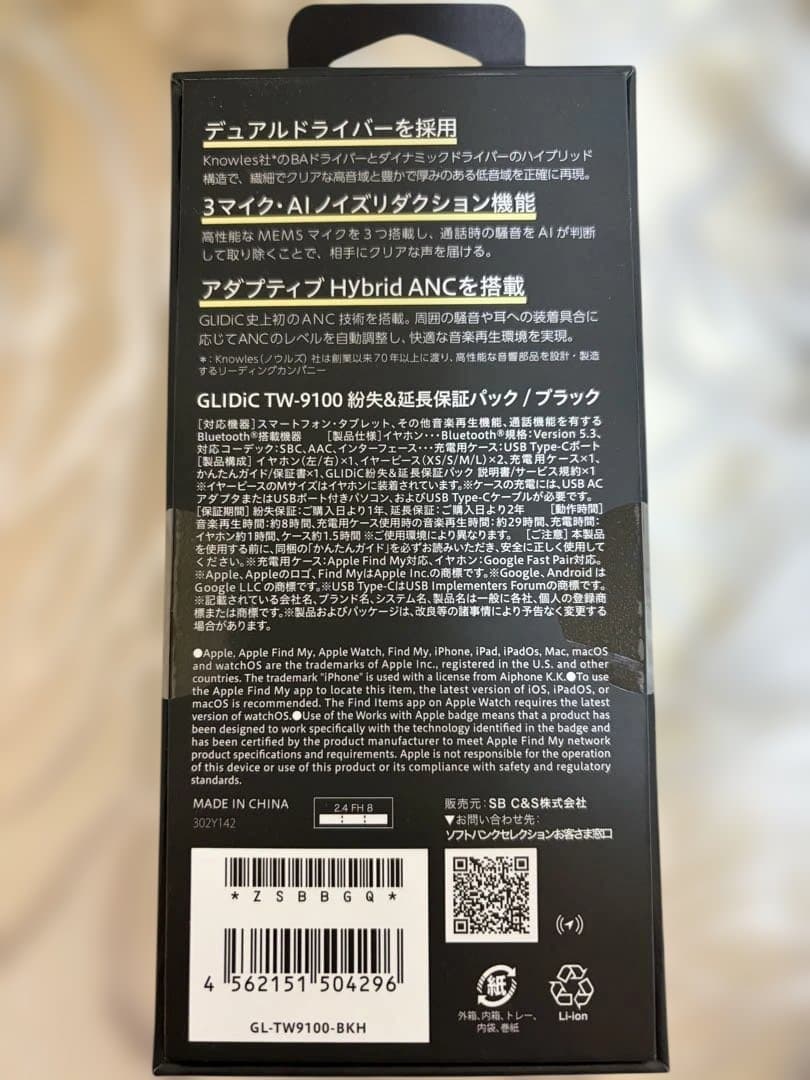 デュアルドライバーを採用
Knowles社*のBAドライバーとダイナミックドライバーのハイブリッド
構造で、繊細でクリアな高音域と豊かで厚みのある低音域を正確に再現。
3マイク・AIノイズリダクション機能
高性能なMEMSマイクを3つ搭載し、通話時の騒音をAIが判断
して取り除くことで、相手にクリアな声を届ける。
アダプティブ Hybrid ANCを搭載
GLIDiC史上初のANC技術を搭載。周囲の騒音や耳への装着具合に
応じてANCのレベルを自動調整し、快適な音楽再生環境を実現。
*：Knowles（ノウルズ）社は創業以来70年以上に渡り、高性能な音響部品を設計・製造
するリーディングカンパニー
GLIDiC TW-9100 紛失&延長保証パック / ブラック
[対応機器]スマートフォン・タブレット、その他音楽再生機能、通話機能を有する
Bluetooth®搭載機器 [製品仕様]イヤホン・・・Bluetooth®規格：Version 5.3、
対応コーデック：SBC、AAC、インターフェース・・・充電用ケース：USB Type-Cポート
[製品構成] イヤホン（左/右）×1、イヤーピース（XS/S/M/L）×2、充電用ケース×1、
かんたんガイド/保証書×1、GLIDiC紛失&延長保証パック 説明書/サービス規約×1
※イヤーピースのMサイズはイヤホンに装着されています。※ケースの充電には、USB AC
アダプタまたはUSBポート付きパソコン、およびUSB Type-Cケーブルが必要です。
[保証期間] 紛失保証：ご購入日より1年、延長保証：ご購入日より2年 [動作時間]
音楽再生時間：約8時間、充電用ケース使用時の音楽再生時間：約29時間、充電時間：
イヤホン約1時間、ケース約1.5時間 ※ご使用環境により異なります。 [ご注意] 本製品
を使用する前に、同梱の「かんたんガイド」を必ずお読みいただき、安全に正しく使用して
ください。※充電用ケース：Apple Find My対応、イヤホン：Google Fast Pair対応。
※Apple、Appleのロゴ、Find MyはApple Inc.の商標です。※Google、Android は
Google LLC の商標です。※USB Type-CはUSB Implementers Forumの商標です。
※記載されている会社名、ブランド名、システム名、製品名は一般に各社、個人の登録商
標または商標です。※製品およびパッケージは、改良等の諸事情により予告なく変更する
場合があります。
●Apple, Apple Find My, Apple Watch, Find My, iPhone, iPad, iPadOs, Mac, macOS
and watchOS are the trademarks of Apple Inc., registered in the U.S. and other
countries. The trademark "iPhone" is used with a license from Aiphone K.K.●To use
the Apple Find My app to locate this item, the latest version of iOS, iPadOS, or
macOS is recommended. The Find Items app on Apple Watch requires the latest
version of watchOS.●Use of the Works with Apple badge means that a product has
been designed to work specifically with the technology identified in the badge and
has been certified by the product manufacturer to meet Apple Find My network
product specifications and requirements. Apple is not responsible for the operation
of this device or use of this product or its compliance with safety and regulatory
standards.
MADE IN CHINA
302Y142
2.4 FH 8
販売元：SB C&S株式会社
▼お問い合わせ先：
ソフトバンクセレクションお客さま窓口
*ZSBBGQ*
4 562151 504296
GL-TW9100-BKH
紙
外箱、内箱、トレー、
内袋、巻紙
Li-ion